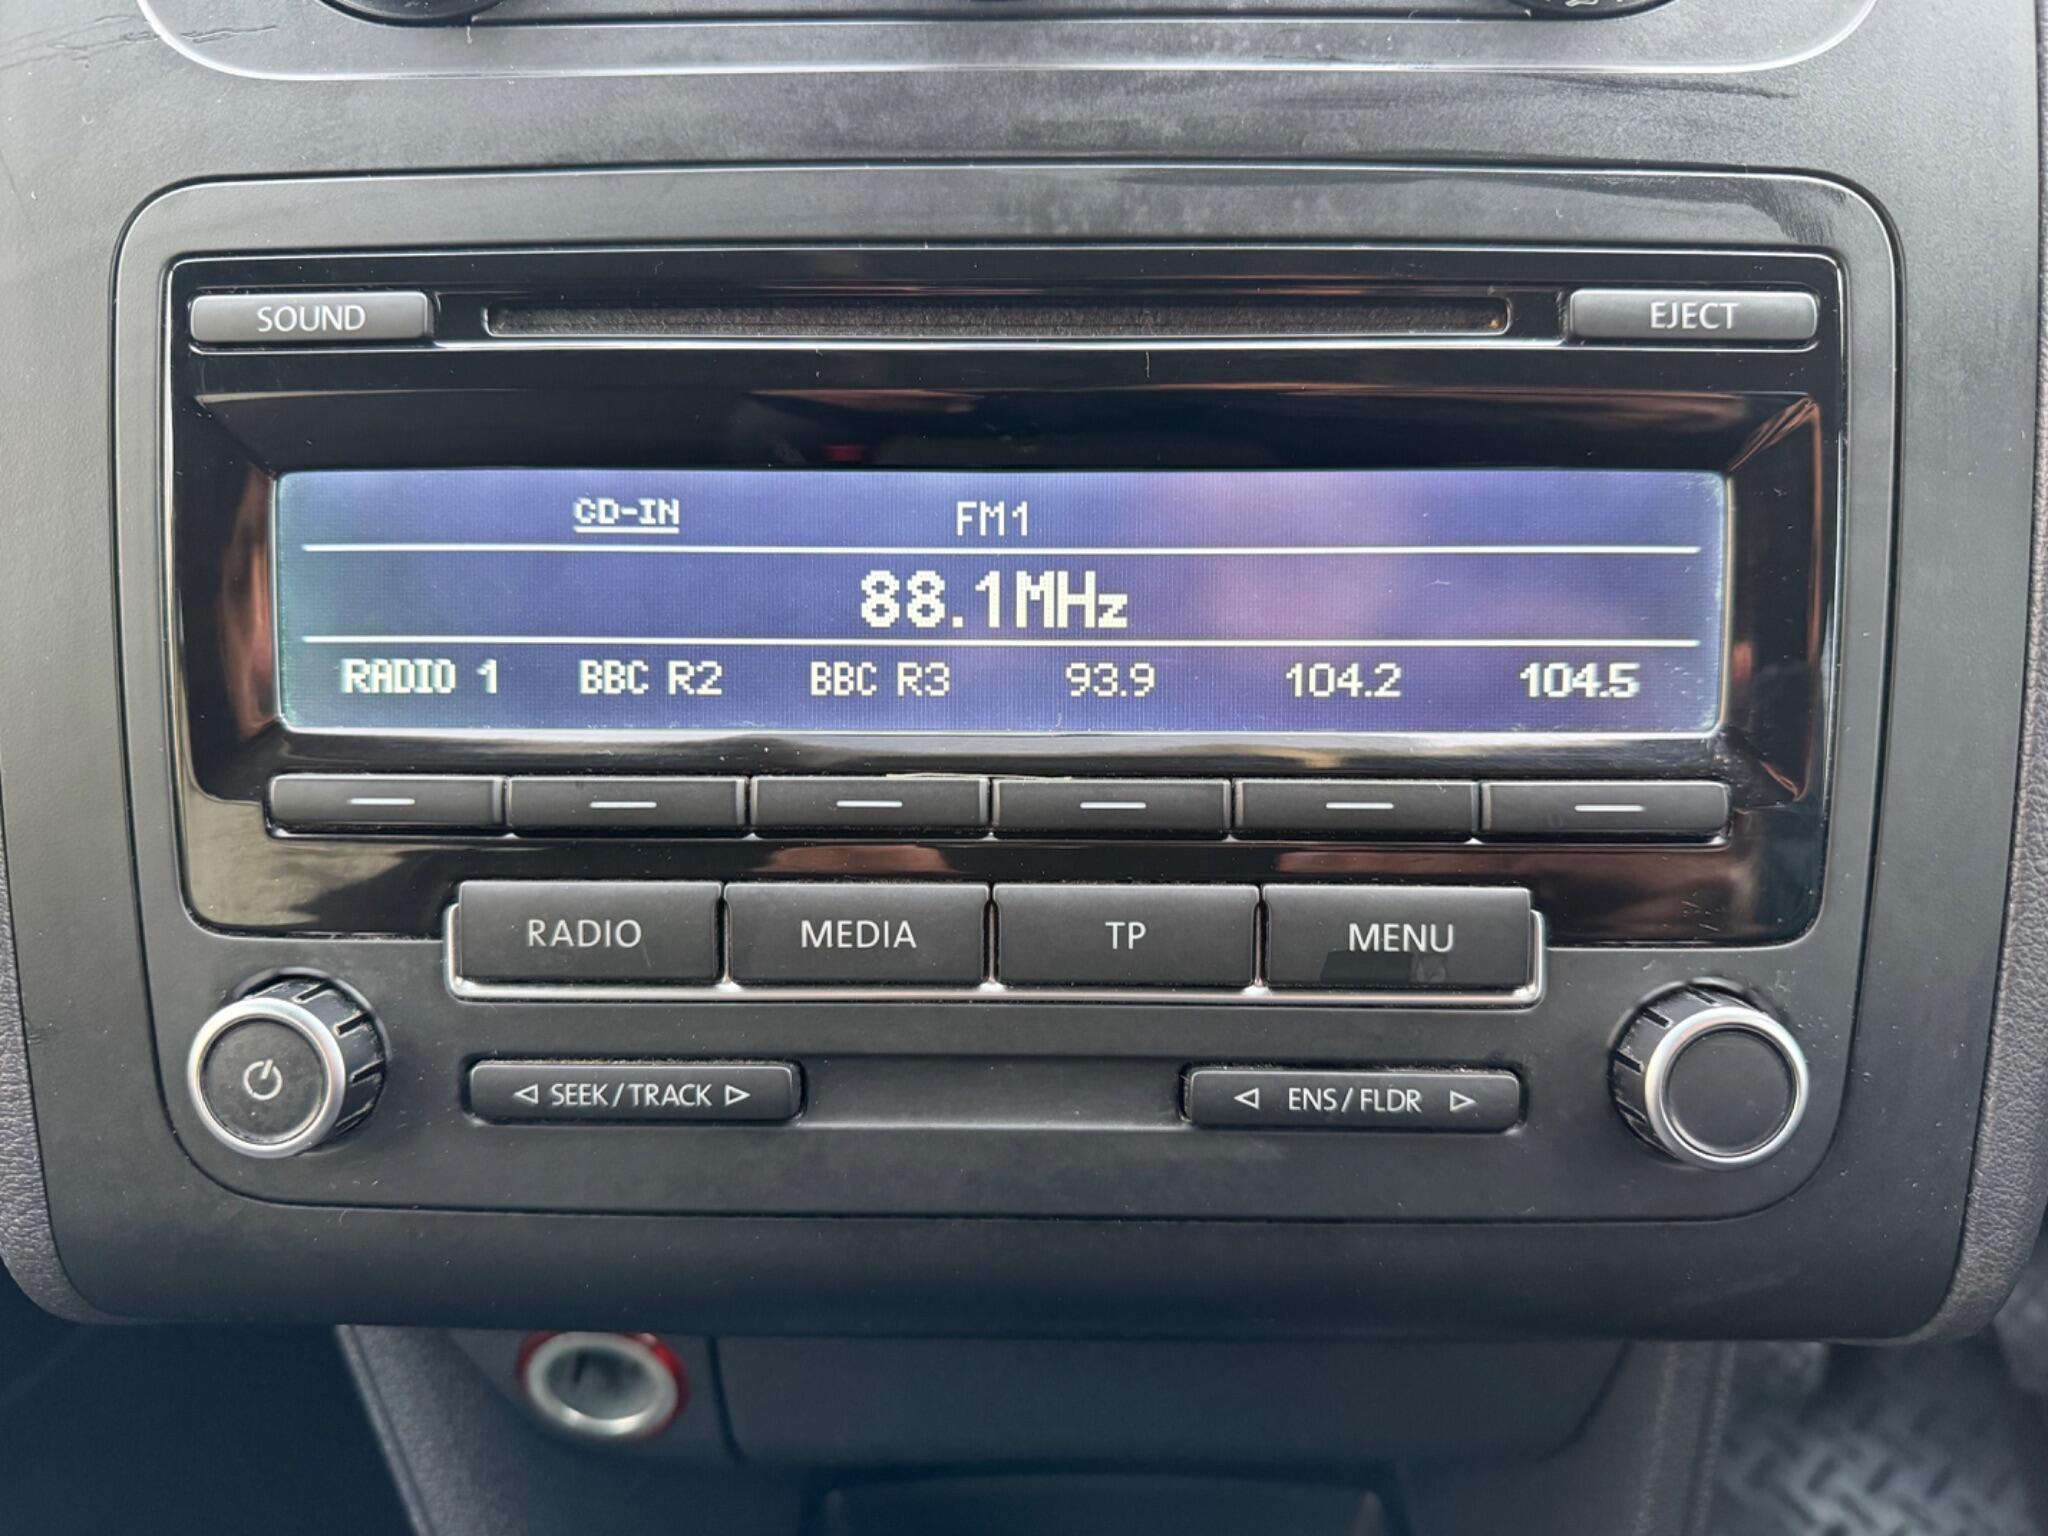 SOUND EJECT
CD-IN FM1
88.1MHz
RADIO 1 BBC R2 BBC R3 93.9 104.2 104.5
RADIO MEDIA TP MENU
SEEK/TRACK ENS/FLDR